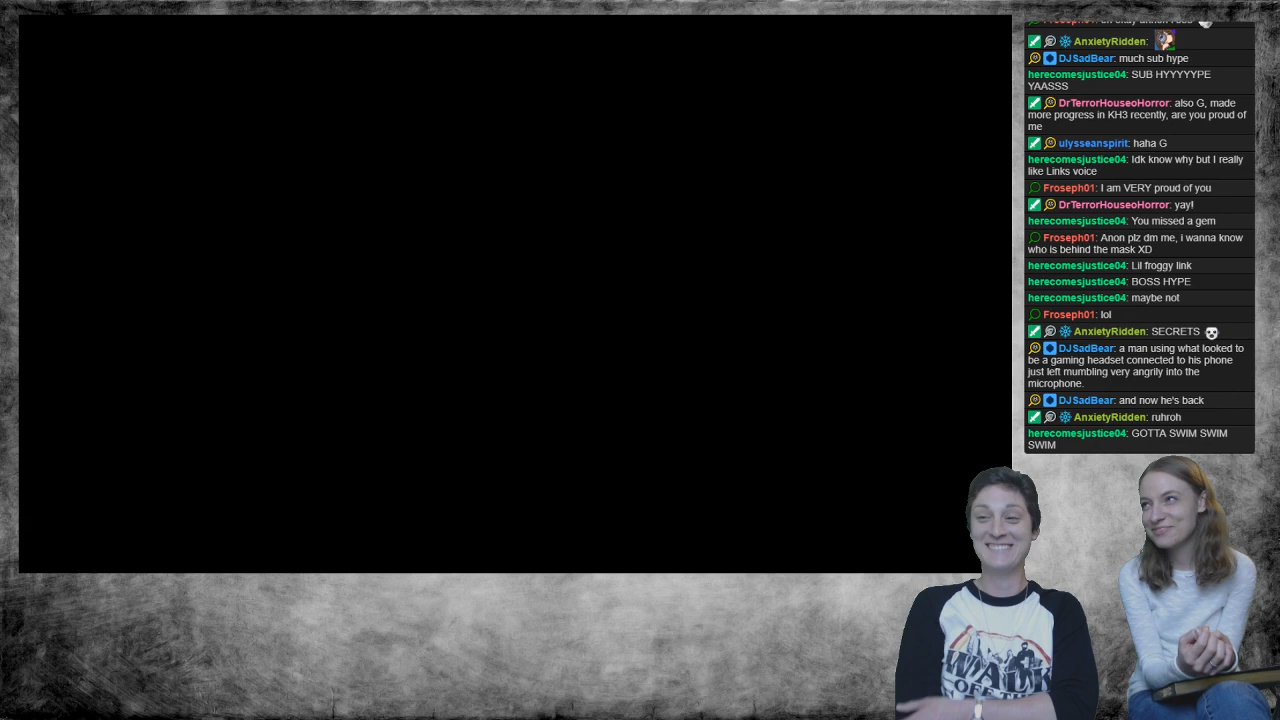 AnxietyRidden:
DJSadBear: much sub hype
herecomesjustice04: SUB HYYYYYPE
YAASSS
DrTerrorHouseoHorror: also G, made
more progress in KH3 recently, are you proud of
me
ulysseanspirit: haha G
herecomesjustice04: Idk know why but I really
like Links voice
Froseph01: I am VERY proud of you
DrTerrorHouseoHorror: yay!
herecomesjustice04: You missed a gem
Froseph01: Anon plz dm me, i wanna know
who is behind the mask XD
herecomesjustice04: Lil froggy link
herecomesjustice04: BOSS HYPE
herecomesjustice04: maybe not
Froseph01: lol
AnxietyRidden: SECRETS
DJSadBear: a man using what looked to
be a gaming headset connected to his phone
just left mumbling very angrily into the
microphone.
DJSadBear: and now he's back
AnxietyRidden: ruhroh
herecomesjustice04: GOTTA SWIM SWIM
SWIM
WALK
OFF THE